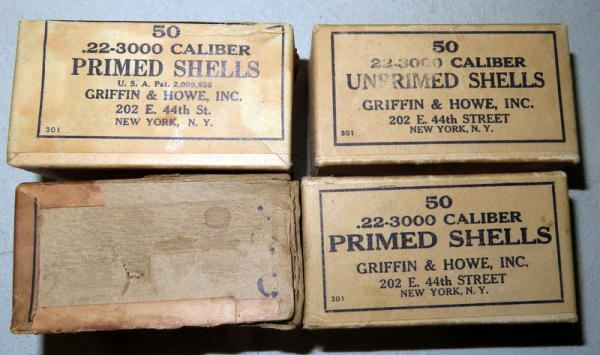 50
.22-3000 CALIBER
PRIMED SHELLS
U. S. A. Pat. 2,009,556
GRIFFIN & HOWE, INC.
202 E. 44th St.
NEW YORK, N. Y.
301
50
.22-3000 CALIBER
UNPRIMED SHELLS
GRIFFIN & HOWE, INC.
202 E. 44th STREET
NEW YORK, N. Y.
301
50
.22-3000 CALIBER
PRIMED SHELLS
GRIFFIN & HOWE, INC.
202 E. 44th STREET
NEW YORK, N. Y.
301